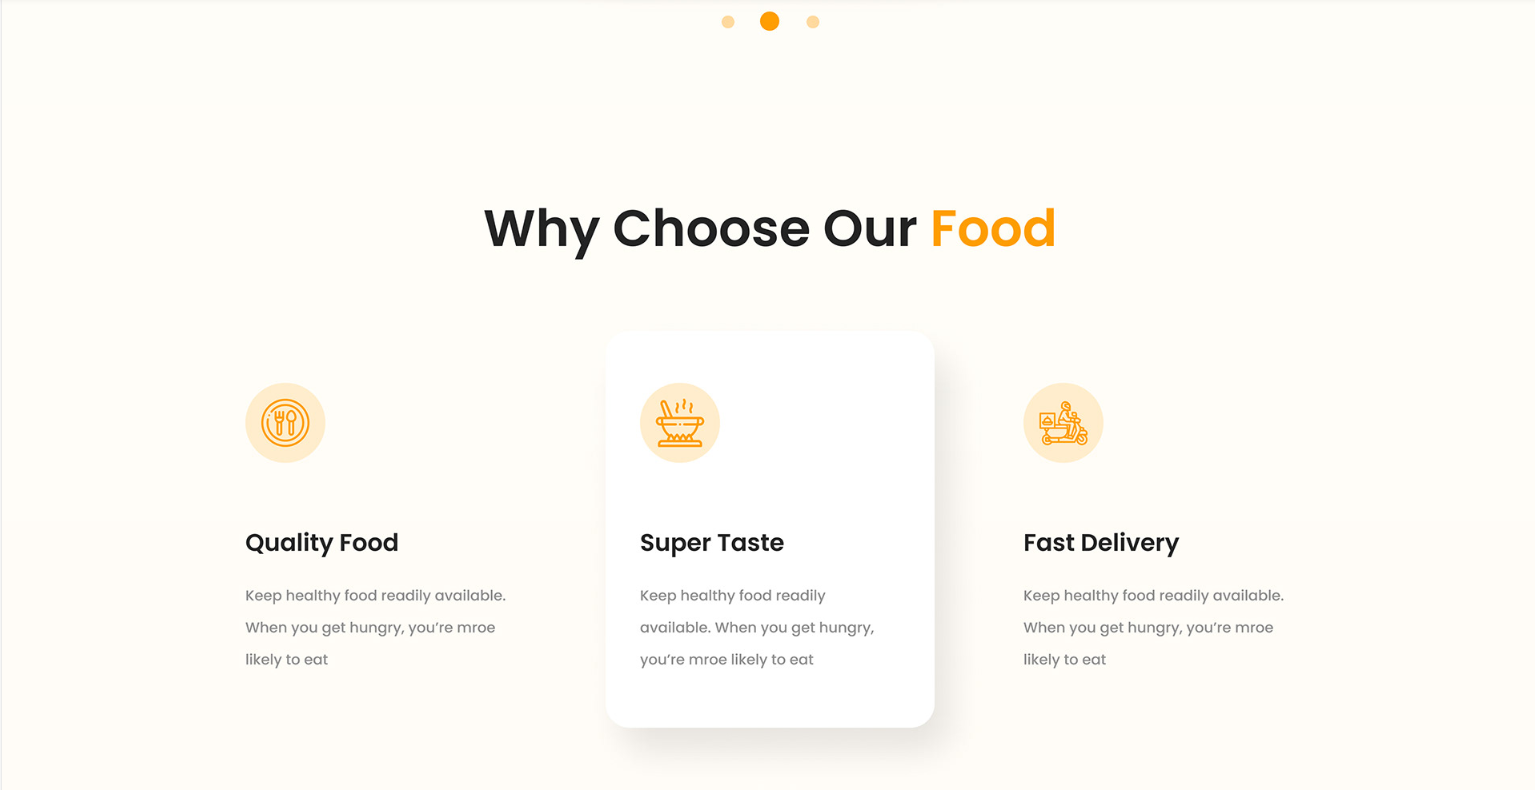 Why Choose Our Food
Quality Food
Keep healthy food readily available.
When you get hungry, you’re mroe
likely to eat
Super Taste
Keep healthy food readily
available. When you get hungry,
you’re mroe likely to eat
Fast Delivery
Keep healthy food readily available.
When you get hungry, you’re mroe
likely to eat